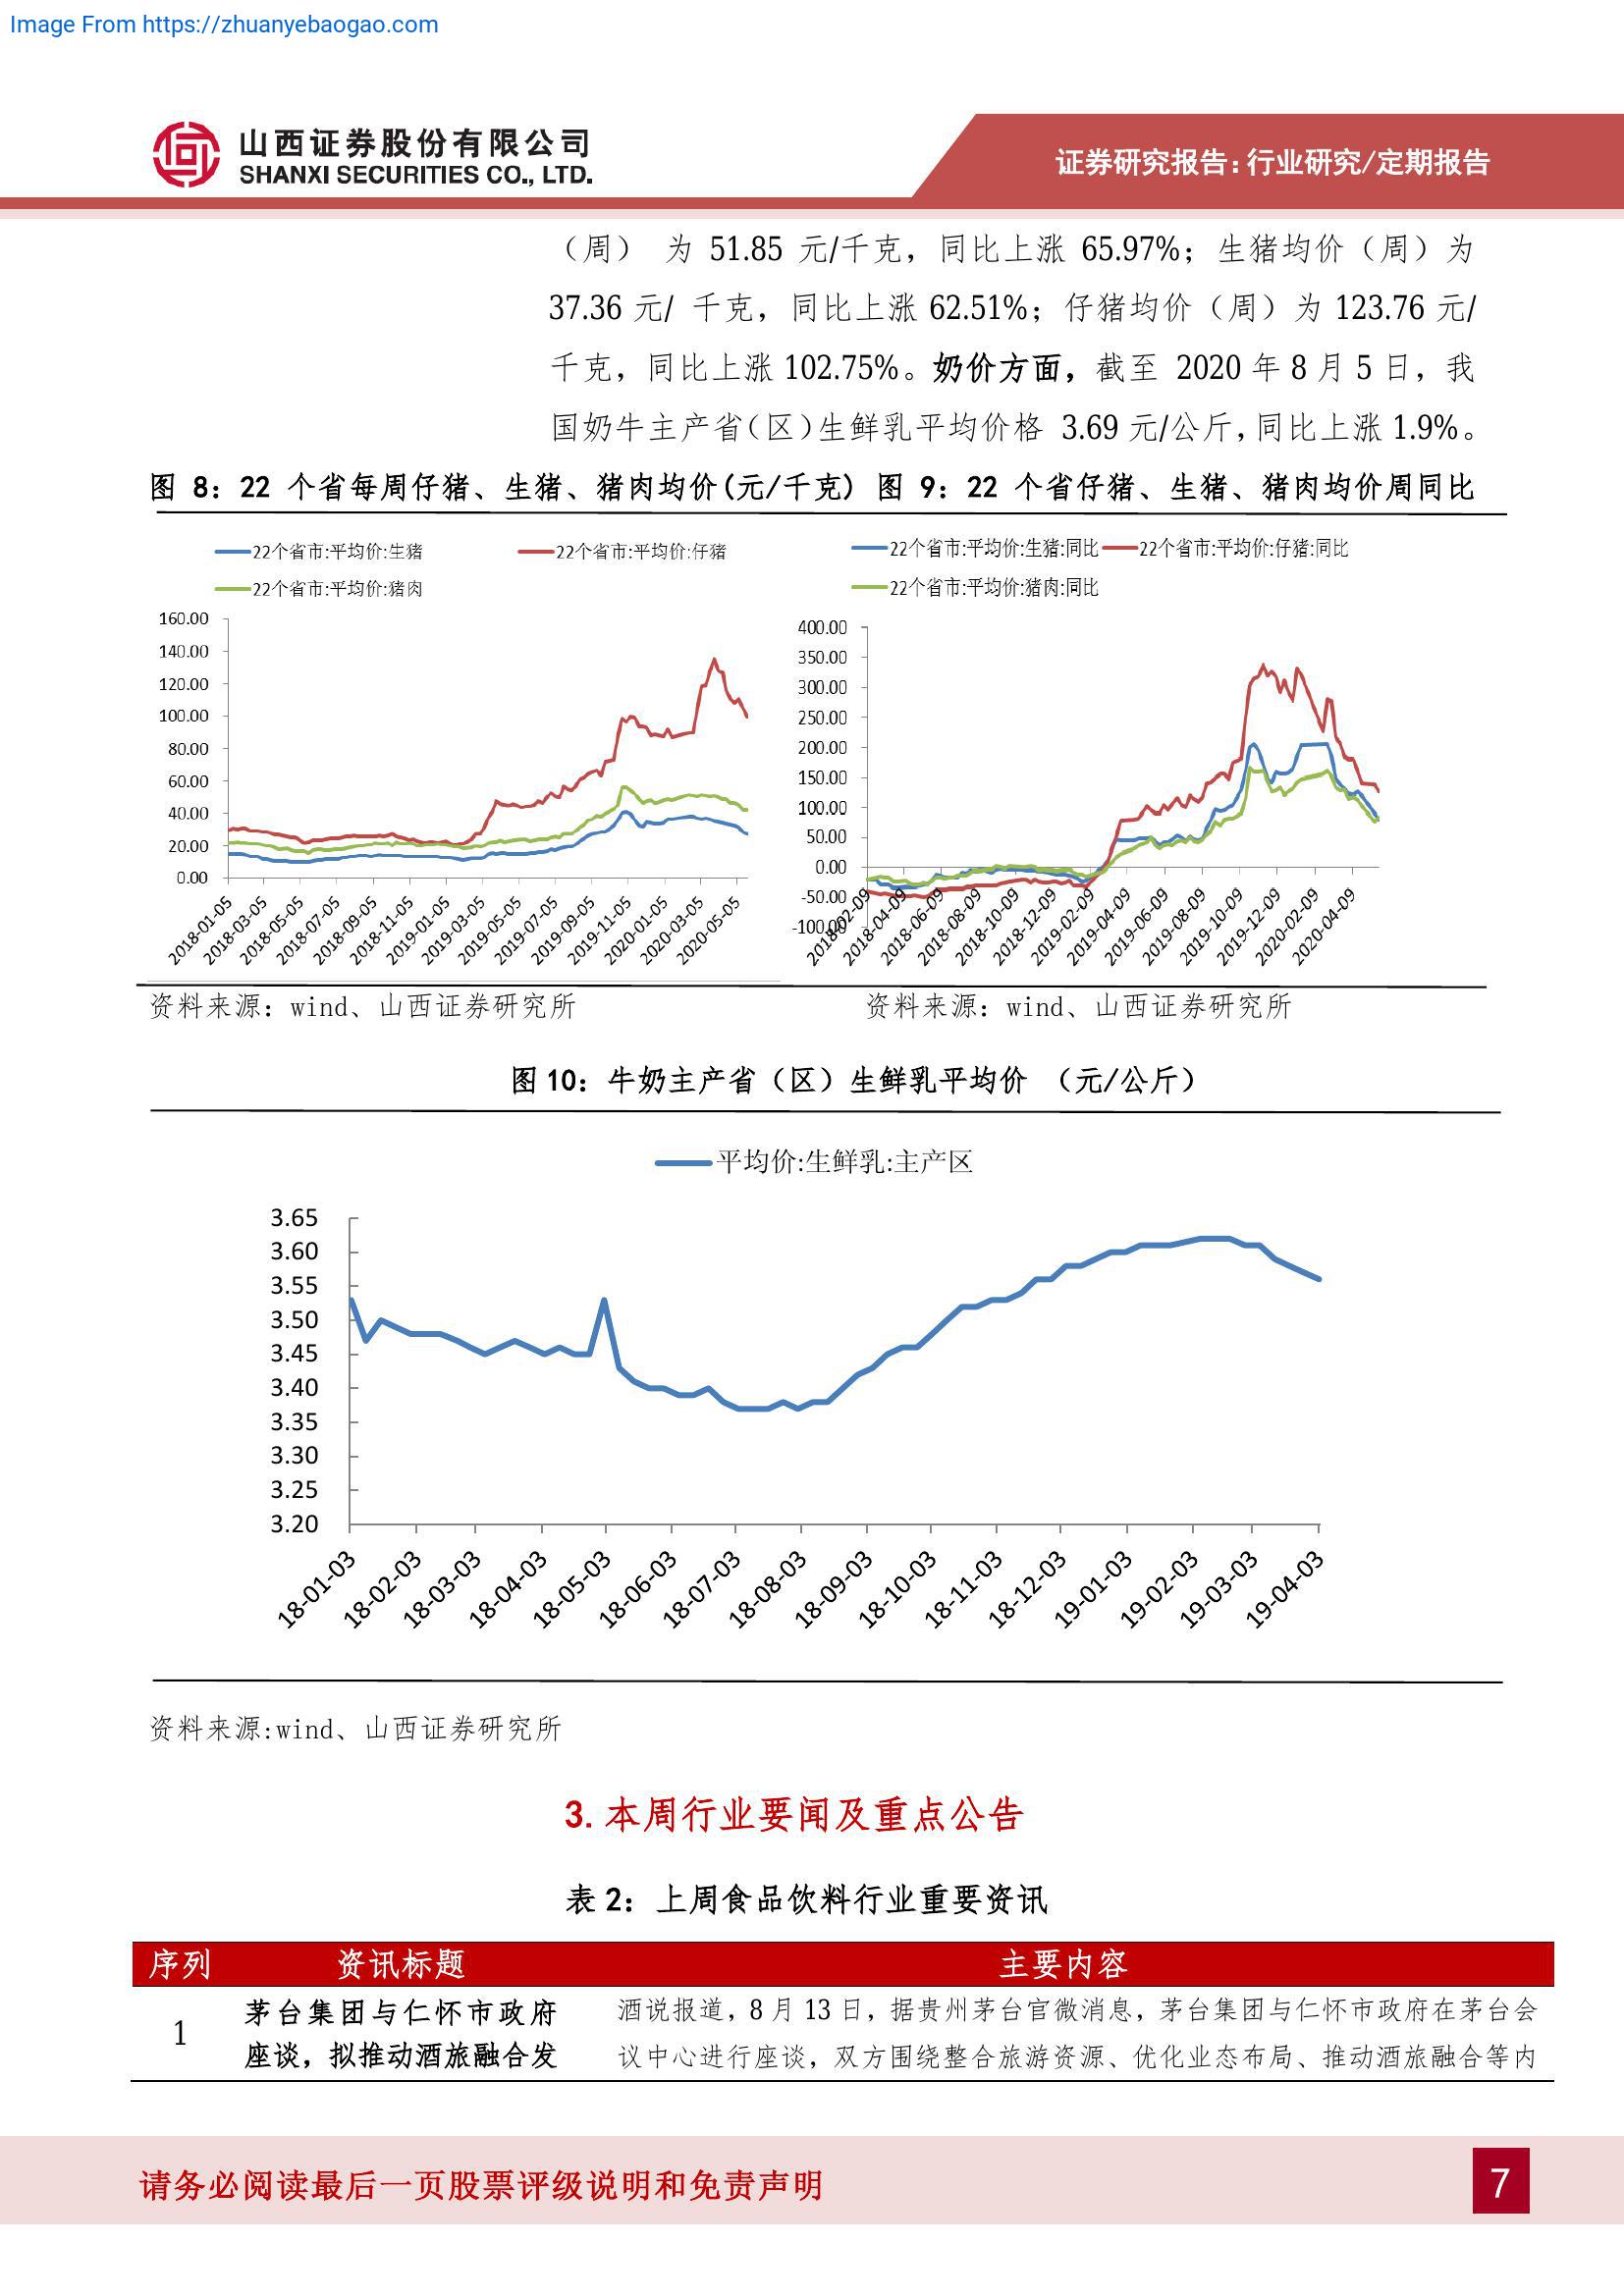 Image From https://zhuanyebaogao.com
山西证券股份有限公司
SHANXI SECURITIES CO., LTD.
证券研究报告:行业研究/定期报告
（周） 为 51.85 元/千克，同比上涨 65.97%；生猪均价（周）为
37.36 元/ 千克，同比上涨 62.51%；仔猪均价（周）为 123.76 元/
千克，同比上涨 102.75%。奶价方面，截至 2020 年 8 月 5 日，我
国奶牛主产省（区）生鲜乳平均价格 3.69 元/公斤，同比上涨 1.9%。
图 8：22 个省每周仔猪、生猪、猪肉均价(元/千克) 图 9：22 个省仔猪、生猪、猪肉均价周同比
22个省市:平均价:生猪
22个省市:平均价:仔猪
22个省市:平均价:猪肉
160.00
140.00
120.00
100.00
80.00
60.00
40.00
20.00
0.00
2018-01-05
2018-03-05
2018-05-05
2018-07-05
2018-09-05
2018-11-05
2019-01-05
2019-03-05
2019-05-05
2019-07-05
2019-09-05
2019-11-05
2020-01-05
2020-03-05
2020-05-05
22个省市:平均价:生猪:同比
22个省市:平均价:仔猪:同比
22个省市:平均价:猪肉:同比
400.00
350.00
300.00
250.00
200.00
150.00
100.00
50.00
0.00
-50.00
-100.00
2018-02-09
2018-04-09
2018-06-09
2018-08-09
2018-10-09
2018-12-09
2019-02-09
2019-04-09
2019-06-09
2019-08-09
2019-10-09
2019-12-09
2020-02-09
2020-04-09
资料来源：wind、山西证券研究所
资料来源：wind、山西证券研究所
图 10：牛奶主产省（区）生鲜乳平均价 （元/公斤）
平均价:生鲜乳:主产区
3.65
3.60
3.55
3.50
3.45
3.40
3.35
3.30
3.25
3.20
18-01-03
18-02-03
18-03-03
18-04-03
18-05-03
18-06-03
18-07-03
18-08-03
18-09-03
18-10-03
18-11-03
18-12-03
19-01-03
19-02-03
19-03-03
19-04-03
资料来源:wind、山西证券研究所
3.本周行业要闻及重点公告
表 2：上周食品饮料行业重要资讯
序列 资讯标题 主要内容
1
茅台集团与仁怀市政府
座谈，拟推动酒旅融合发
酒说报道，8 月 13 日，据贵州茅台官微消息，茅台集团与仁怀市政府在茅台会
议中心进行座谈，双方围绕整合旅游资源、优化业态布局、推动酒旅融合等内
请务必阅读最后一页股票评级说明和免责声明
7